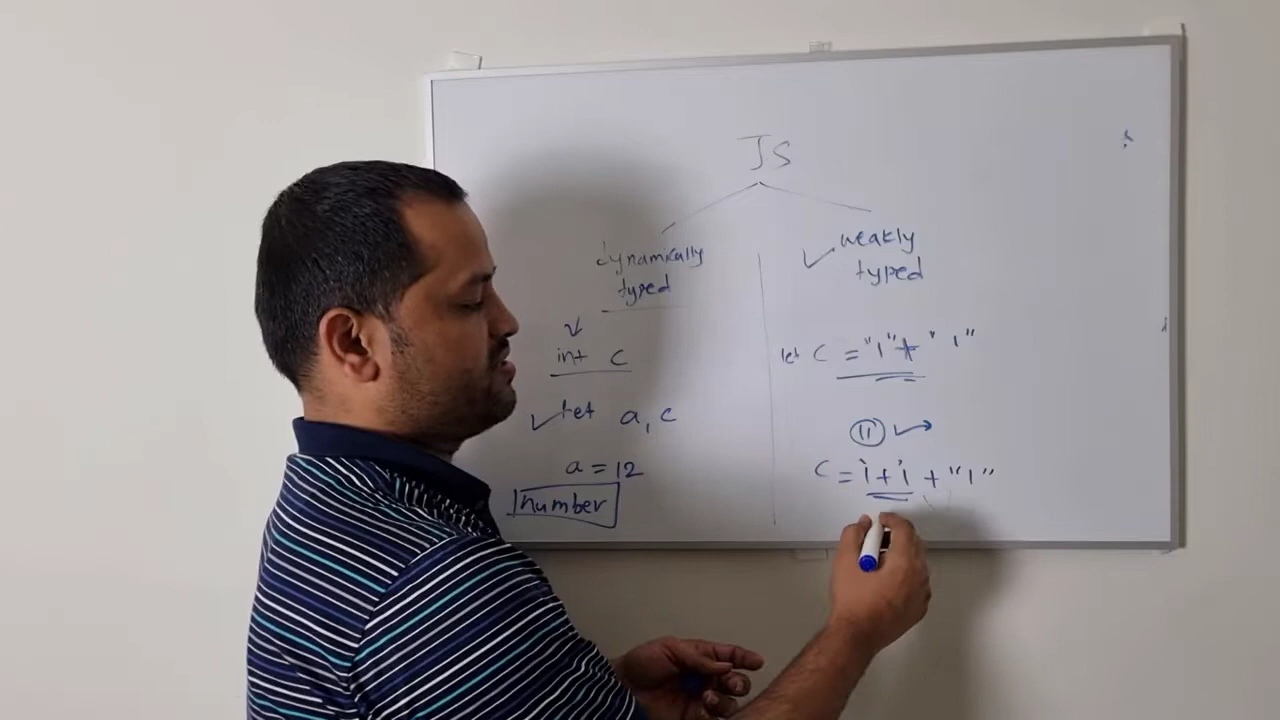 JS
dynamically
typed
int c
let a, c
a = 12
number
weakly
typed
let c = "1" + "1"
11
c = 1 + 1 + "1"